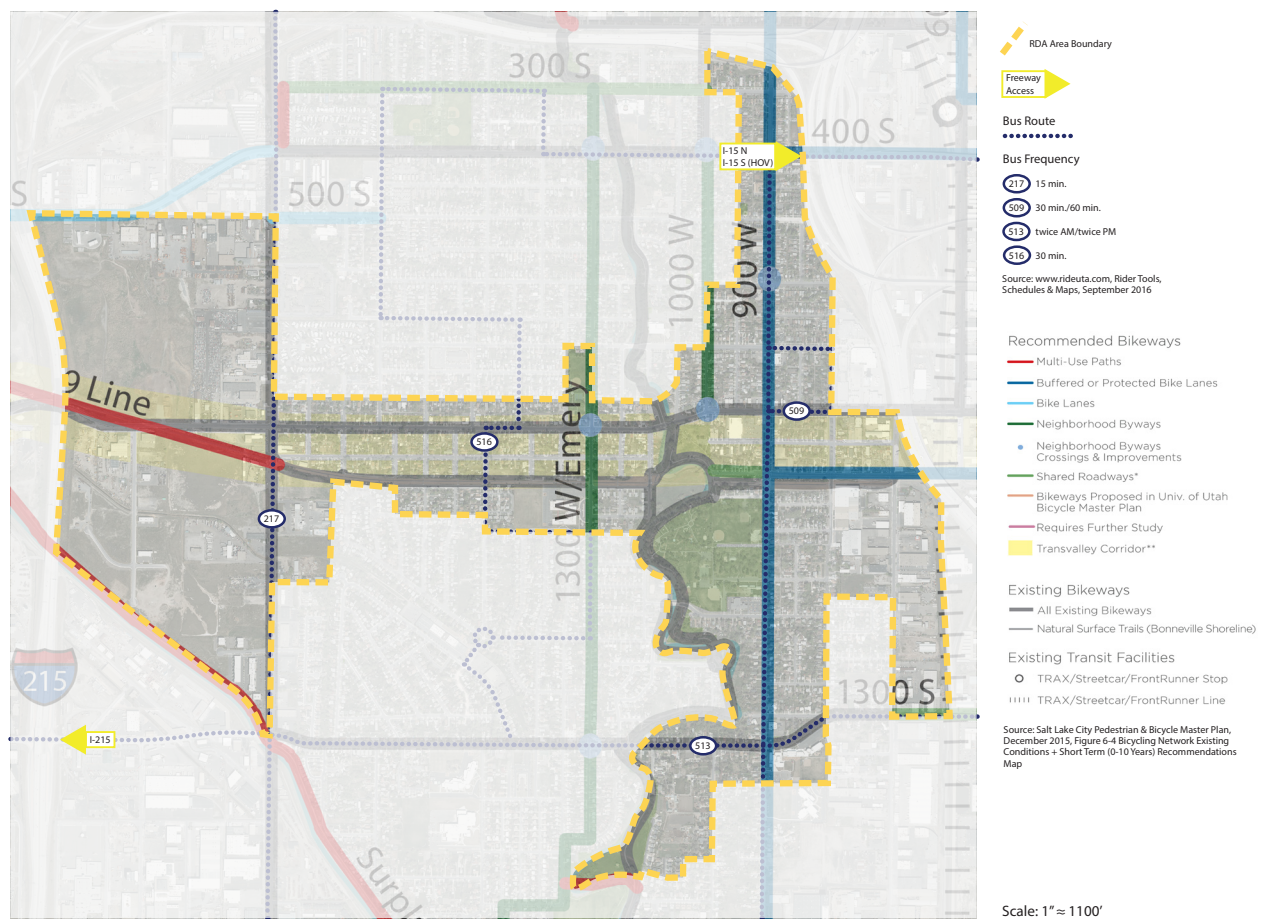 300 S
400 S
I-15 N
I-15 S (HOV)
S
500 S
1000 W
900 W
9 Line
509
516
1300 W/Emery
217
215
1300 S
I-215
513
Surpl
RDA Area Boundary
Freeway
Access
Bus Route
Bus Frequency
217 15 min.
509 30 min./60 min.
513 twice AM/twice PM
516 30 min.
Source: www.rideuta.com, Rider Tools,
Schedules & Maps, September 2016
Recommended Bikeways
Multi-Use Paths
Buffered or Protected Bike Lanes
Bike Lanes
Neighborhood Byways
Neighborhood Byways
Crossings & Improvements
Shared Roadways*
Bikeways Proposed in Univ. of Utah
Bicycle Master Plan
Requires Further Study
Transvalley Corridor**
Existing Bikeways
All Existing Bikeways
Natural Surface Trails (Bonneville Shoreline)
Existing Transit Facilities
TRAX/Streetcar/FrontRunner Stop
TRAX/Streetcar/FrontRunner Line
Source: Salt Lake City Pedestrian & Bicycle Master Plan,
December 2015, Figure 6-4 Bicycling Network Existing
Conditions + Short Term (0-10 Years) Recommendations
Map
Scale: 1" ≈ 1100'